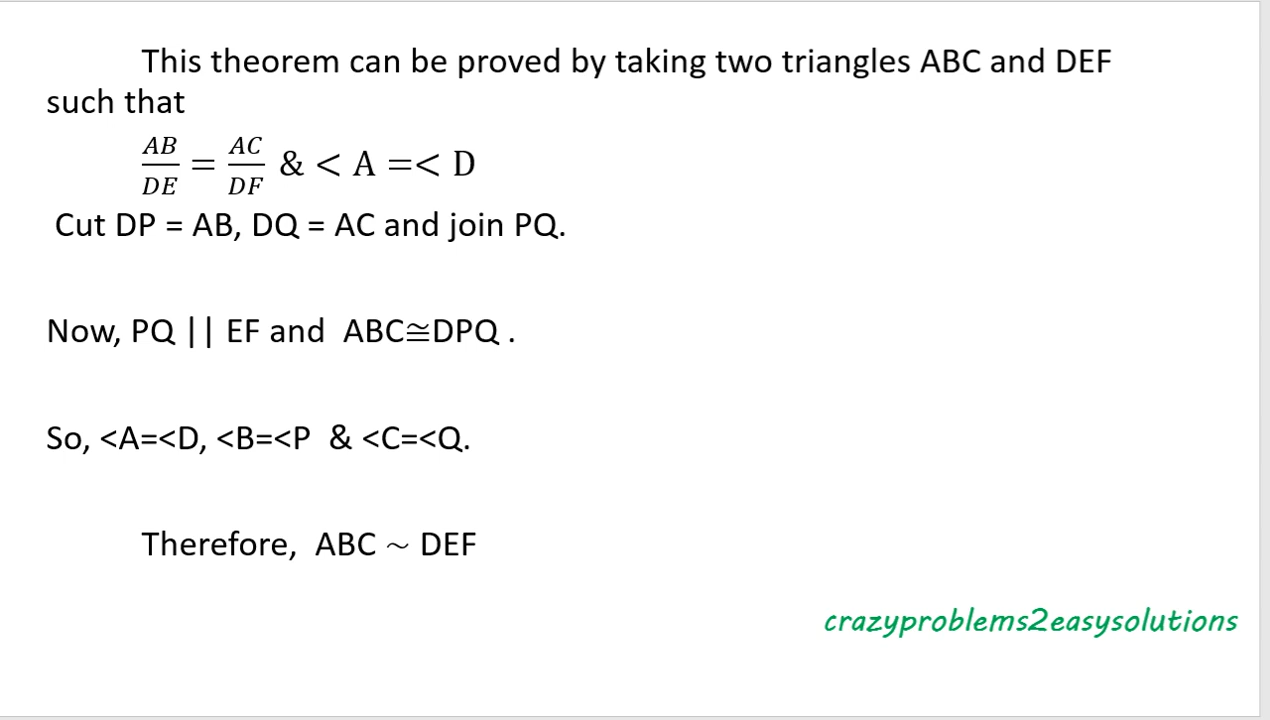 This theorem can be proved by taking two triangles ABC and DEF
such that
AB/DE = AC/DF & < A =< D
Cut DP = AB, DQ = AC and join PQ.
Now, PQ || EF and ABC≅DPQ .
So, <A=<D, <B=<P & <C=<Q.
Therefore, ABC ~ DEF
crazyproblems2easysolutions